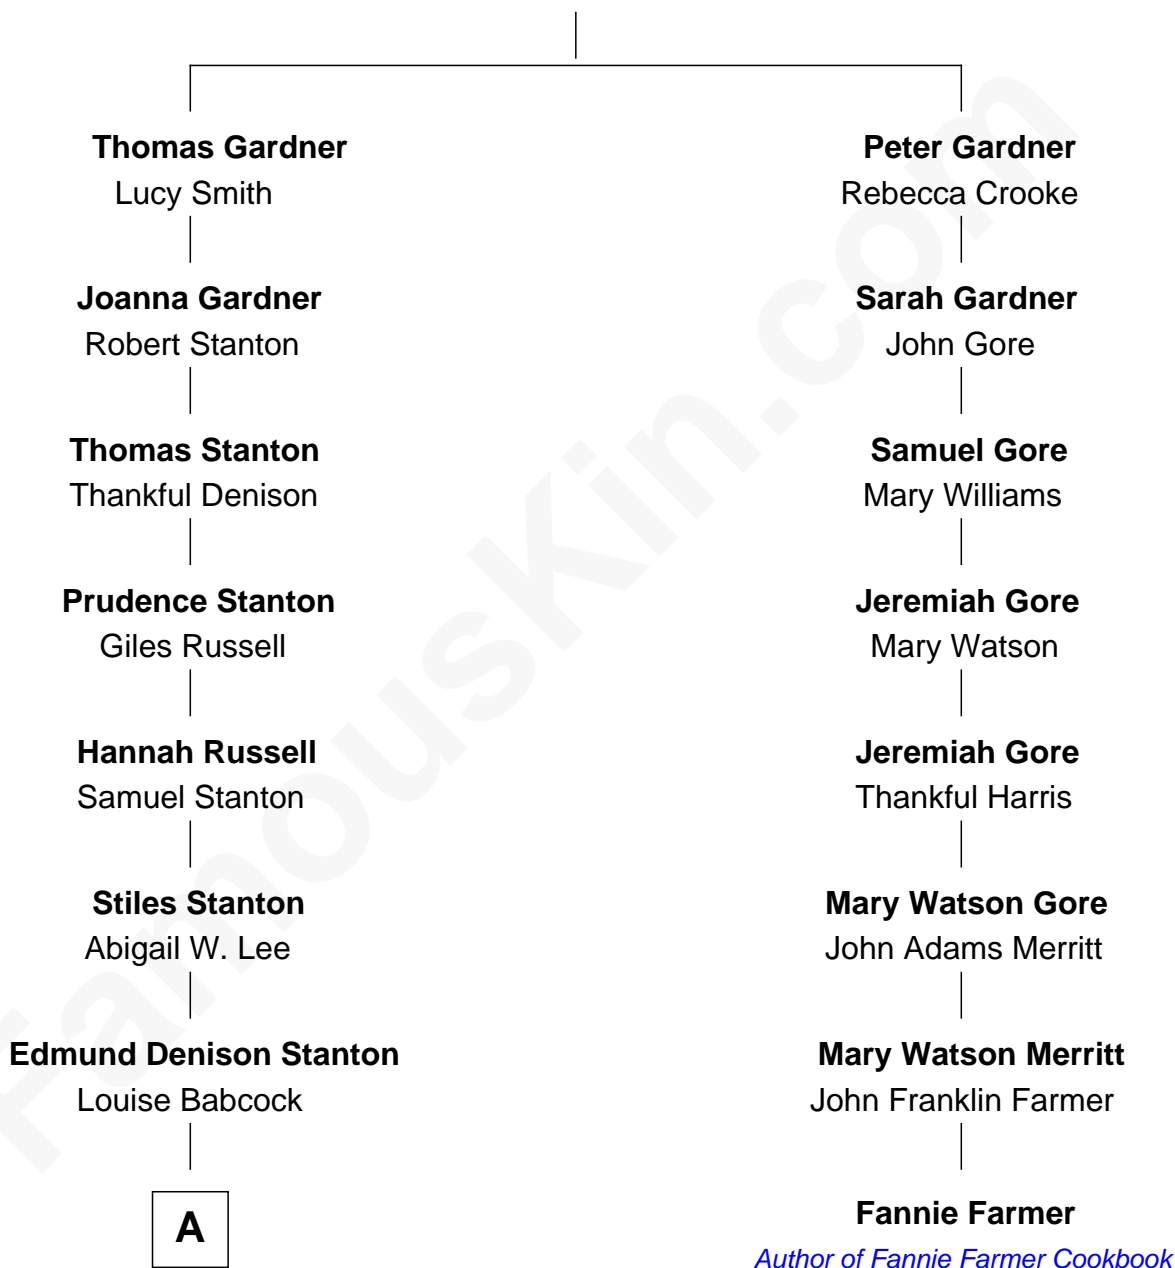 Thomas Gardner
Lucy Smith
Joanna Gardner
Robert Stanton
Thomas Stanton
Thankful Denison
Prudence Stanton
Giles Russell
Hannah Russell
Samuel Stanton
Stiles Stanton
Abigail W. Lee
Edmund Denison Stanton
Louise Babcock
A
Peter Gardner
Rebecca Crooke
Sarah Gardner
John Gore
Samuel Gore
Mary Williams
Jeremiah Gore
Mary Watson
Jeremiah Gore
Thankful Harris
Mary Watson Gore
John Adams Merritt
Mary Watson Merritt
John Franklin Farmer
Fannie Farmer
Author of Fannie Farmer Cookbook
FamousKin.com